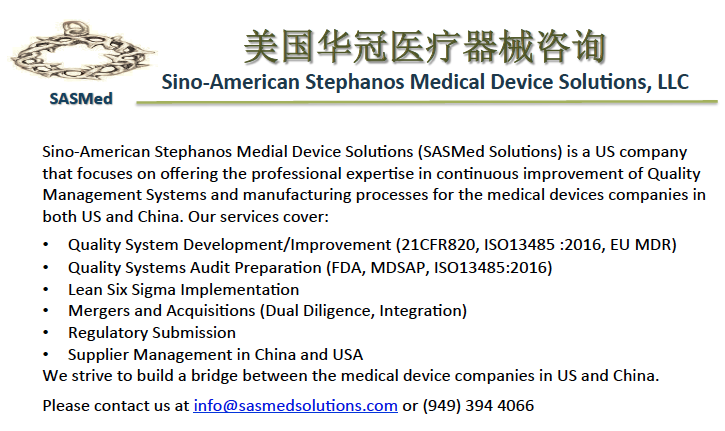 美国华冠医疗器械咨询
Sino-American Stephanos Medical Device Solutions, LLC
SASMed
Sino-American Stephanos Medial Device Solutions (SASMed Solutions) is a US company
that focuses on offering the professional expertise in continuous improvement of Quality
Management Systems and manufacturing processes for the medical devices companies in
both US and China. Our services cover:
• Quality System Development/Improvement (21CFR820, ISO13485 :2016, EU MDR)
• Quality Systems Audit Preparation (FDA, MDSAP, ISO13485:2016)
• Lean Six Sigma Implementation
• Mergers and Acquisitions (Dual Diligence, Integration)
• Regulatory Submission
• Supplier Management in China and USA
We strive to build a bridge between the medical device companies in US and China.
Please contact us at info@sasmedsolutions.com or (949) 394 4066